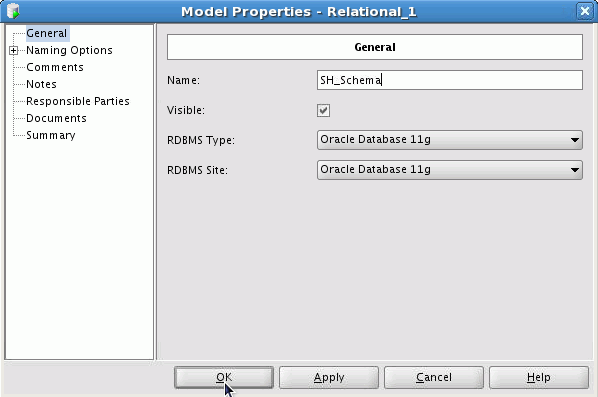 Model Properties - Relational_1
General
Naming Options
Comments
Notes
Responsible Parties
Documents
Summary
General
Name: SH_Schema
Visible:
RDBMS Type: Oracle Database 11g
RDBMS Site: Oracle Database 11g
OK Apply Cancel Help